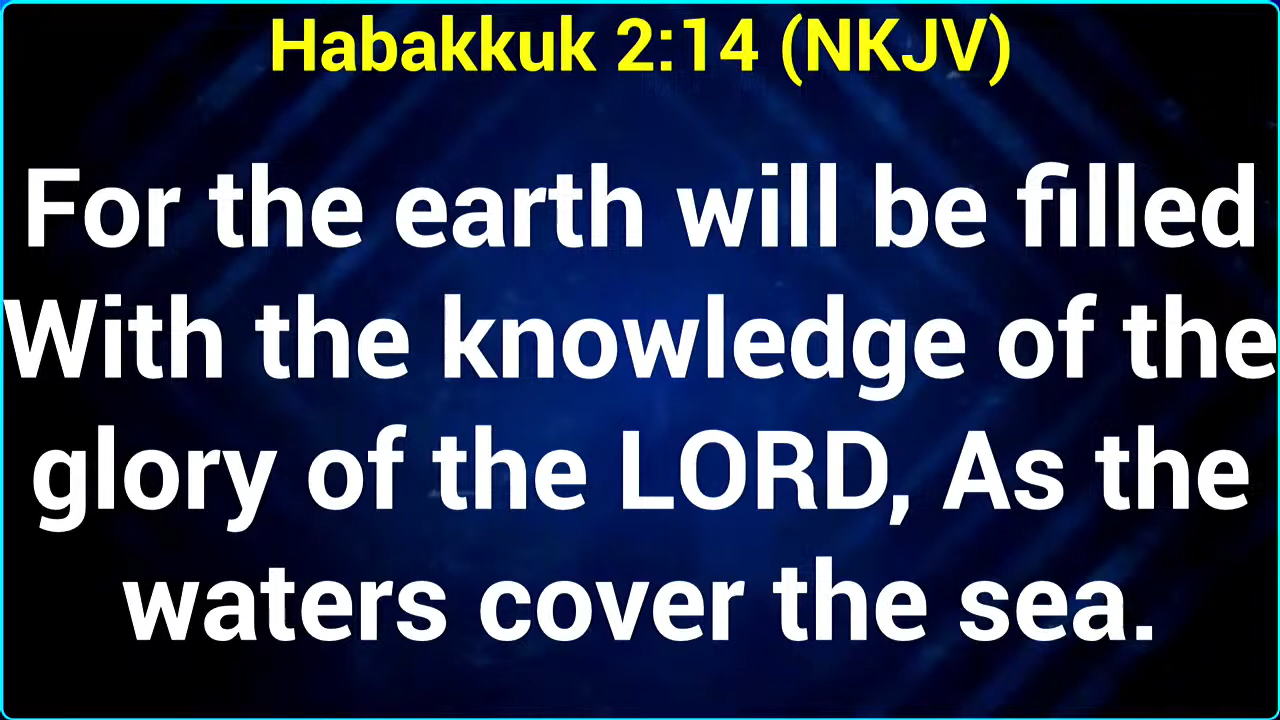 Habakkuk 2:14 (NKJV)
For the earth will be filled
With the knowledge of the
glory of the LORD, As the
waters cover the sea.